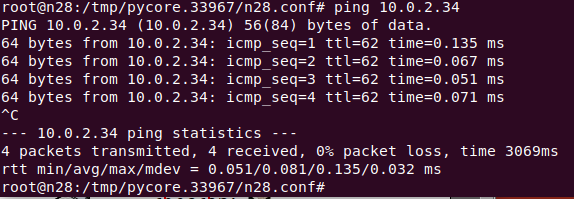 root@n28:/tmp/pycore.33967/n28.conf# ping 10.0.2.34
PING 10.0.2.34 (10.0.2.34) 56(84) bytes of data.
64 bytes from 10.0.2.34: icmp_seq=1 ttl=62 time=0.135 ms
64 bytes from 10.0.2.34: icmp_seq=2 ttl=62 time=0.067 ms
64 bytes from 10.0.2.34: icmp_seq=3 ttl=62 time=0.051 ms
64 bytes from 10.0.2.34: icmp_seq=4 ttl=62 time=0.071 ms
^C
--- 10.0.2.34 ping statistics ---
4 packets transmitted, 4 received, 0% packet loss, time 3069ms
rtt min/avg/max/mdev = 0.051/0.081/0.135/0.032 ms
root@n28:/tmp/pycore.33967/n28.conf#